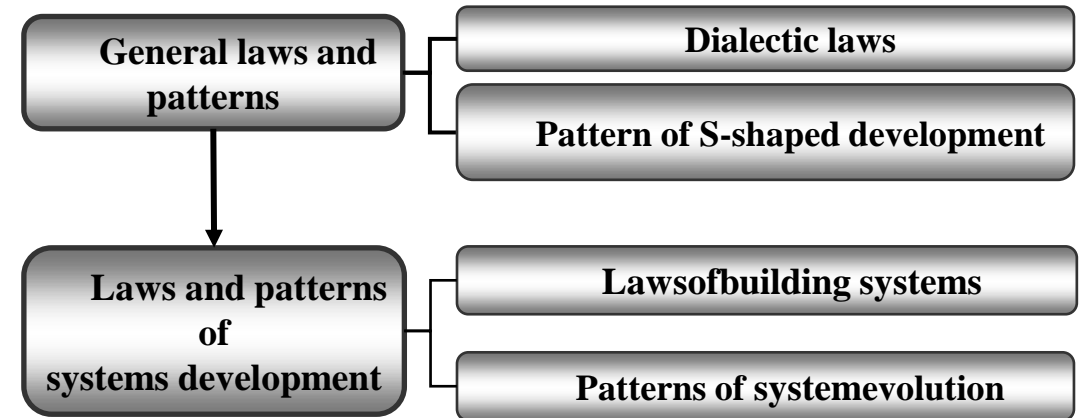 General laws and
patterns
Dialectic laws
Pattern of S-shaped development
Laws and patterns
of
systems development
Lawsofbuilding systems
Patterns of systemevolution